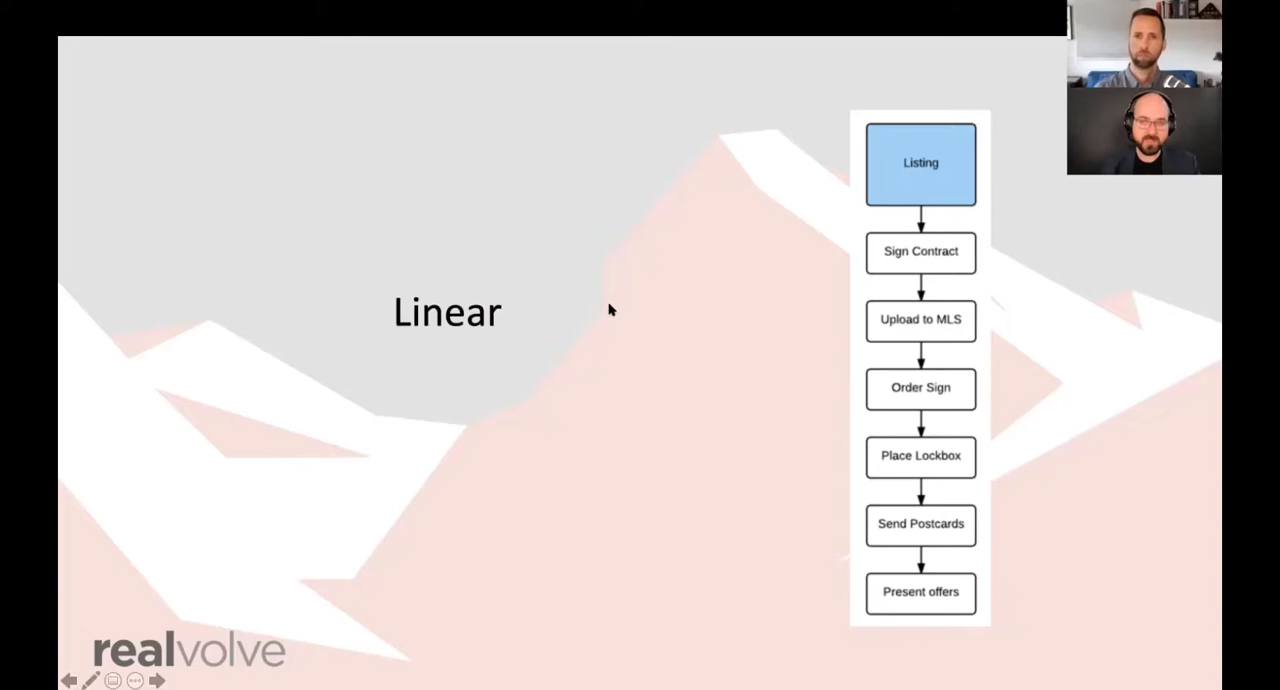 Linear
Listing
Sign Contract
Upload to MLS
Order Sign
Place Lockbox
Send Postcards
Present offers
realvolve